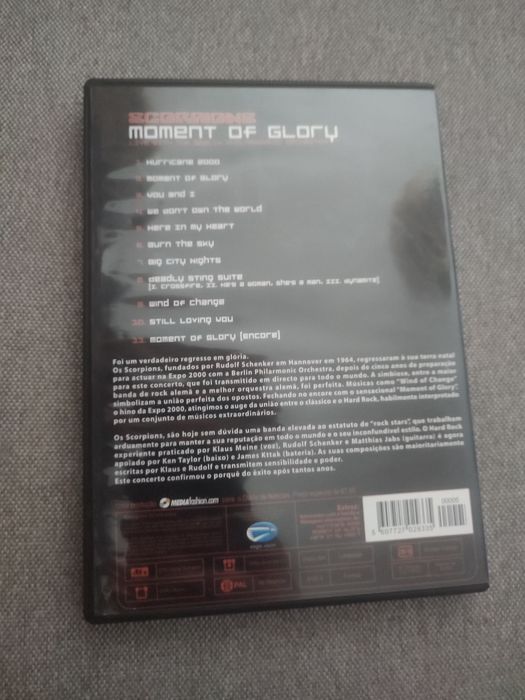 SCORPIONS
MOMENT OF GLORY
1. HURRICANE 2000
2. MOMENT OF GLORY
3. YOU AND I
4. WE DON'T OWN THE WORLD
5. HERE IN MY HEART
6. BURN THE SKY
7. BIG CITY NIGHTS
8. DEADLY STING SUITE
[I. CROSSFIRE, II. HE'S A WOMAN, SHE'S A MAN, III. DYNAMITE]
9. WIND OF CHANGE
10. STILL LOVING YOU
11. MOMENT OF GLORY [ENCORE]
Foi um verdadeiro regresso em glória.
Os Scorpions, fundados por Rudolf Schenker em Hannover em 1964, regressaram à sua terra natal
para actuar na Expo 2000 com a Berlin Philarmonic Orchestra, depois de cinco anos de preparação
para este concerto, que foi transmitido em directo para todo o mundo. A simbiose, entre a maior
banda de rock alemã e a melhor orquestra alemã, foi perfeita. Músicas como "Wind of Change"
simbolizam a união perfeita dos opostos. Fechando no encore com o sensacional "Moment of Glory",
o hino da Expo 2000, atingimos o auge da união entre o clássico e o Hard Rock, habilmente interpretado
por um conjunto de músicos extraordinários.
Os Scorpions, são hoje sem dúvida uma banda elevada ao estatuto de "rock stars", que trabalham
arduamente para manter a sua reputação em todo o mundo e o seu inconfundível estilo. O Hard Rock
experiente praticado por Klaus Meine (voz), Rudolf Schenker e Matthias Jabs (guitarra) é agora
apoiado por Ken Taylor (baixo) e James Kttak (bateria). As suas composições são maioritariamente
escritas por Klaus e Rudolf e transmitem sensibilidade e poder.
Este concerto confirmou o porquê do êxito após tantos anos.
MEDIAfashion.com
00005
5 607727 028335
PAL